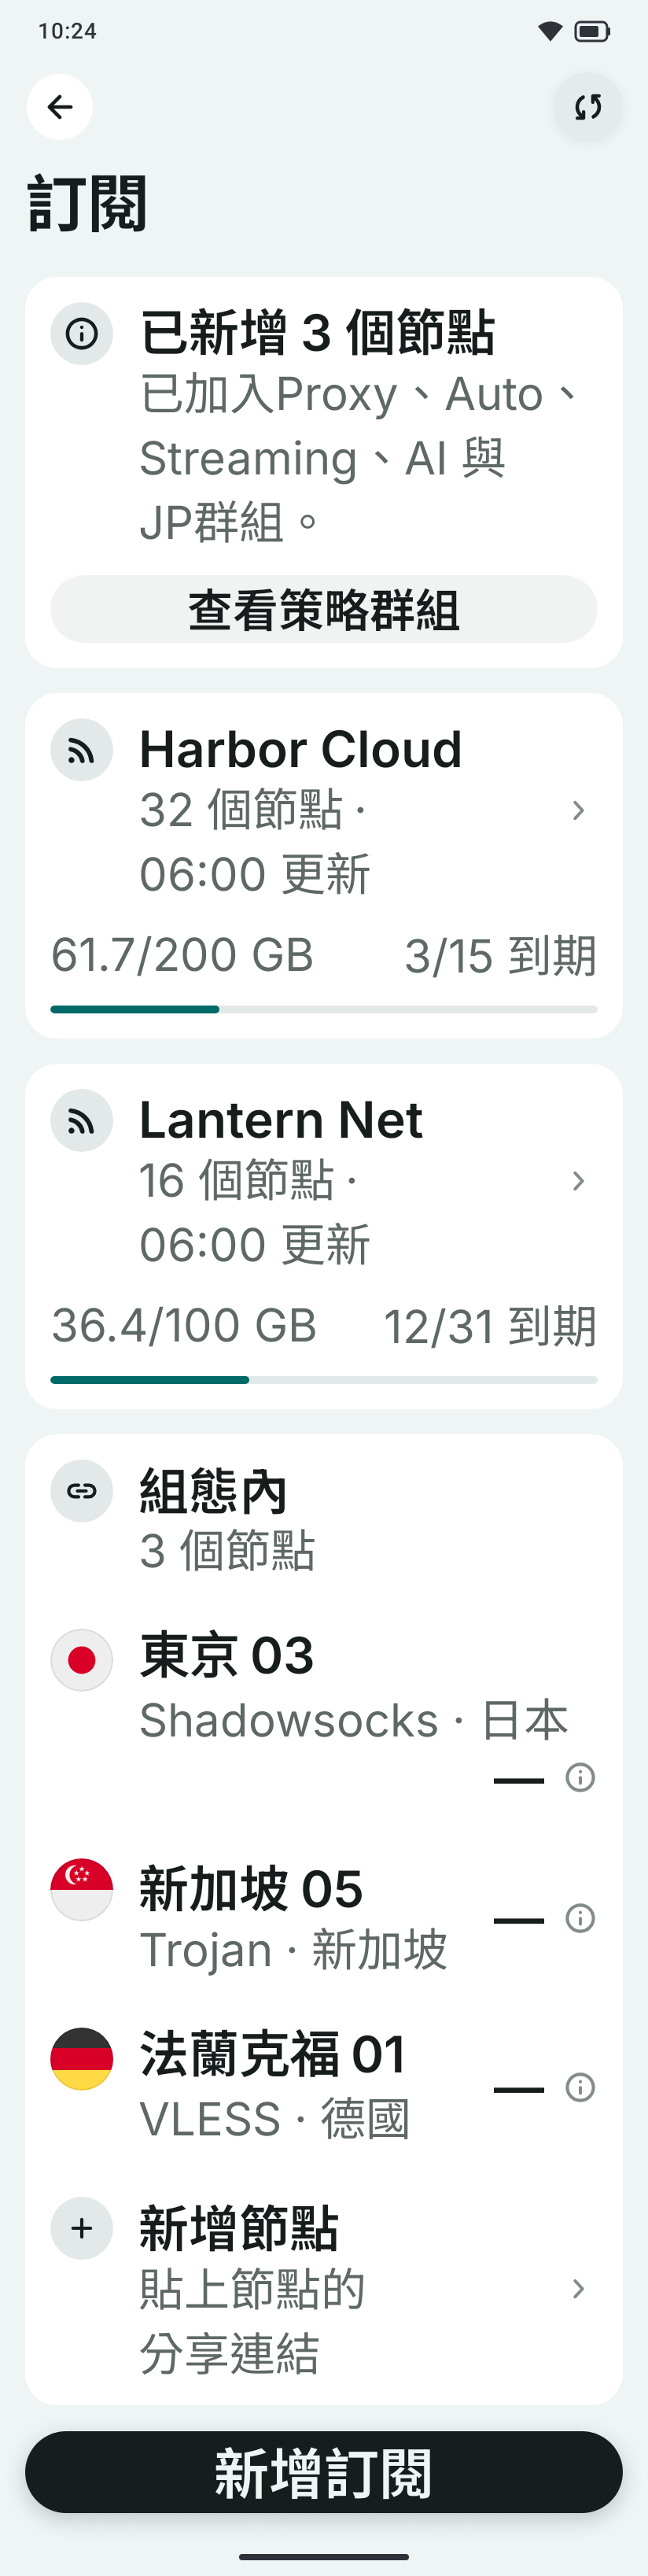 10:24
訂閱
已新增 3 個節點
已加入Proxy、Auto、
Streaming、AI 與
JP群組。
查看策略群組
Harbor Cloud
32 個節點 ·
06:00 更新
61.7/200 GB
3/15 到期
Lantern Net
16 個節點 ·
06:00 更新
36.4/100 GB
12/31 到期
組態內
3 個節點
東京 03
Shadowsocks · 日本
—
新加坡 05
Trojan · 新加坡
—
法蘭克福 01
VLESS · 德國
—
新增節點
貼上節點的
分享連結
新增訂閱